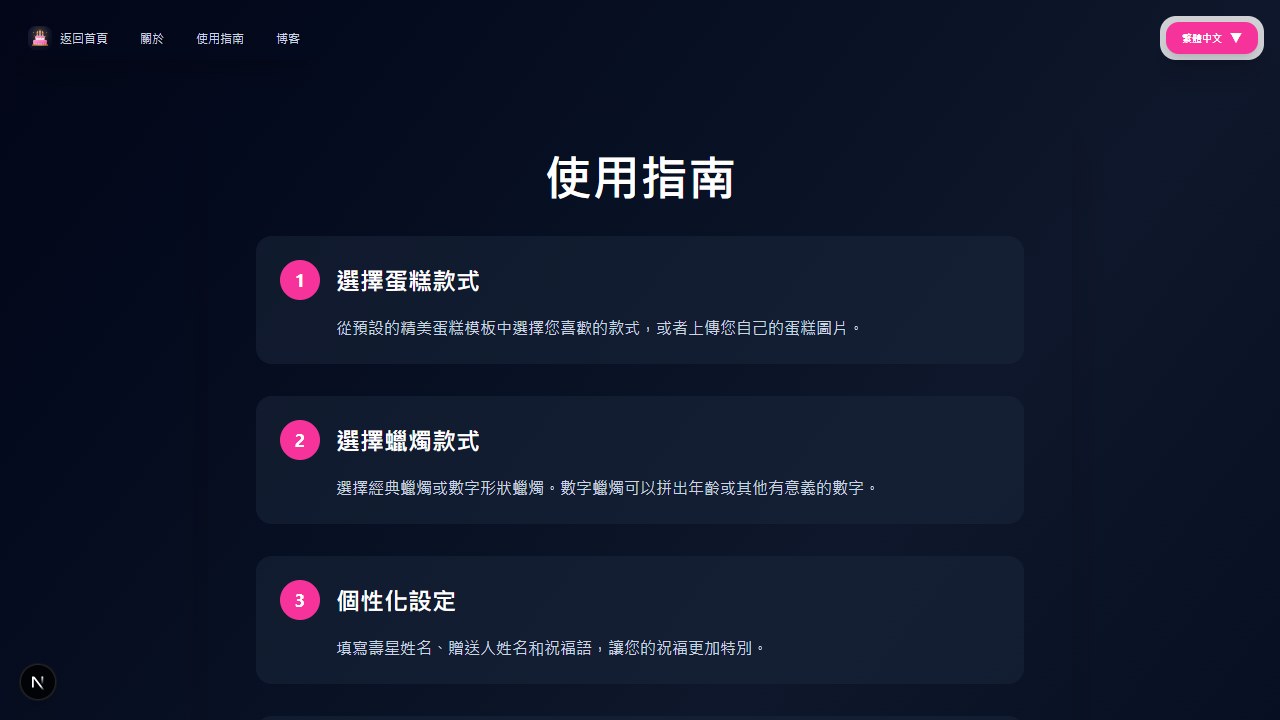 返回首頁
關於
使用指南
博客
繁體中文 ▼
使用指南
1
選擇蛋糕款式
從預設的精美蛋糕模板中選擇您喜歡的款式，或者上傳您自己的蛋糕圖片。
2
選擇蠟燭款式
選擇經典蠟燭或數字形狀蠟燭。數字蠟燭可以拼出年齡或其他有意義的數字。
3
個性化設定
填寫壽星姓名、贈送人姓名和祝福語，讓您的祝福更加特別。
N